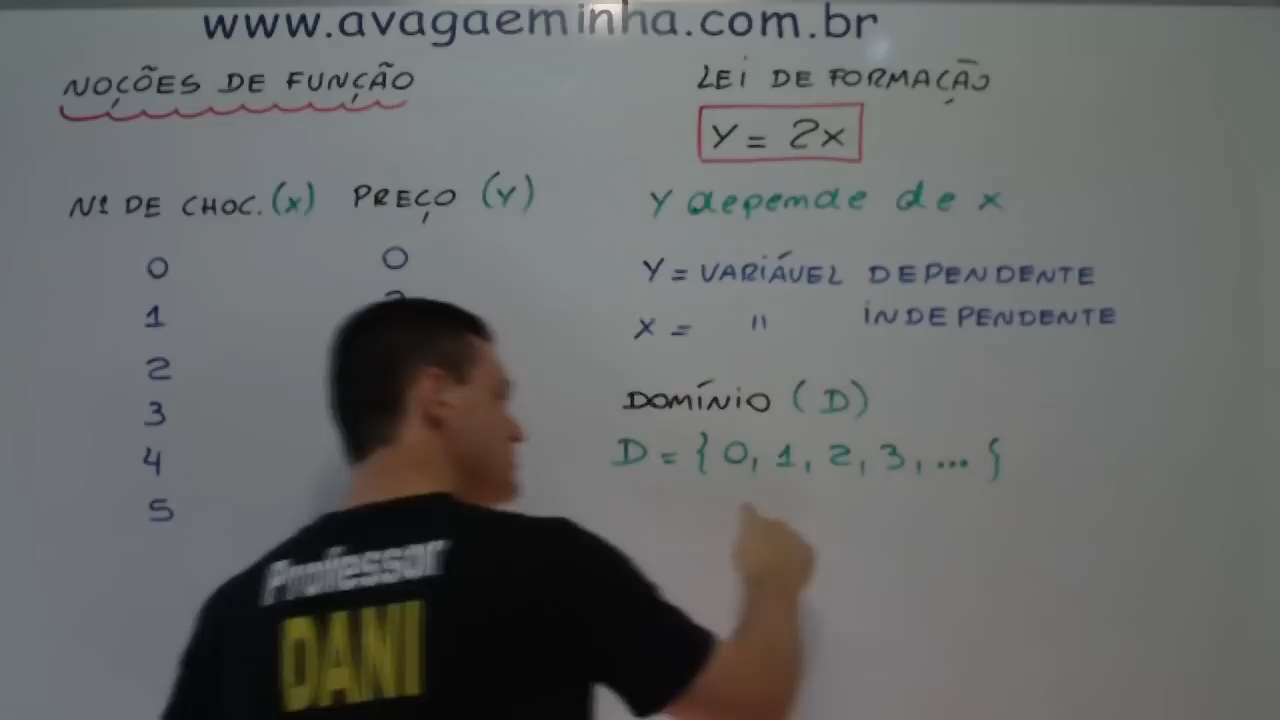 www.avagaeminha.com.br
NOÇÕES DE FUNÇÃO
Nº DE CHOC. (x) PREÇO (Y)
0 0
1
2
3
4
5
LEI DE FORMAÇÃO
Y = 2x
Y depende de x
Y = VARIÁVEL DEPENDENTE
X = " INDEPENDENTE
DOMÍNIO (D)
D = { 0, 1, 2, 3, ... }
Professor
DANI